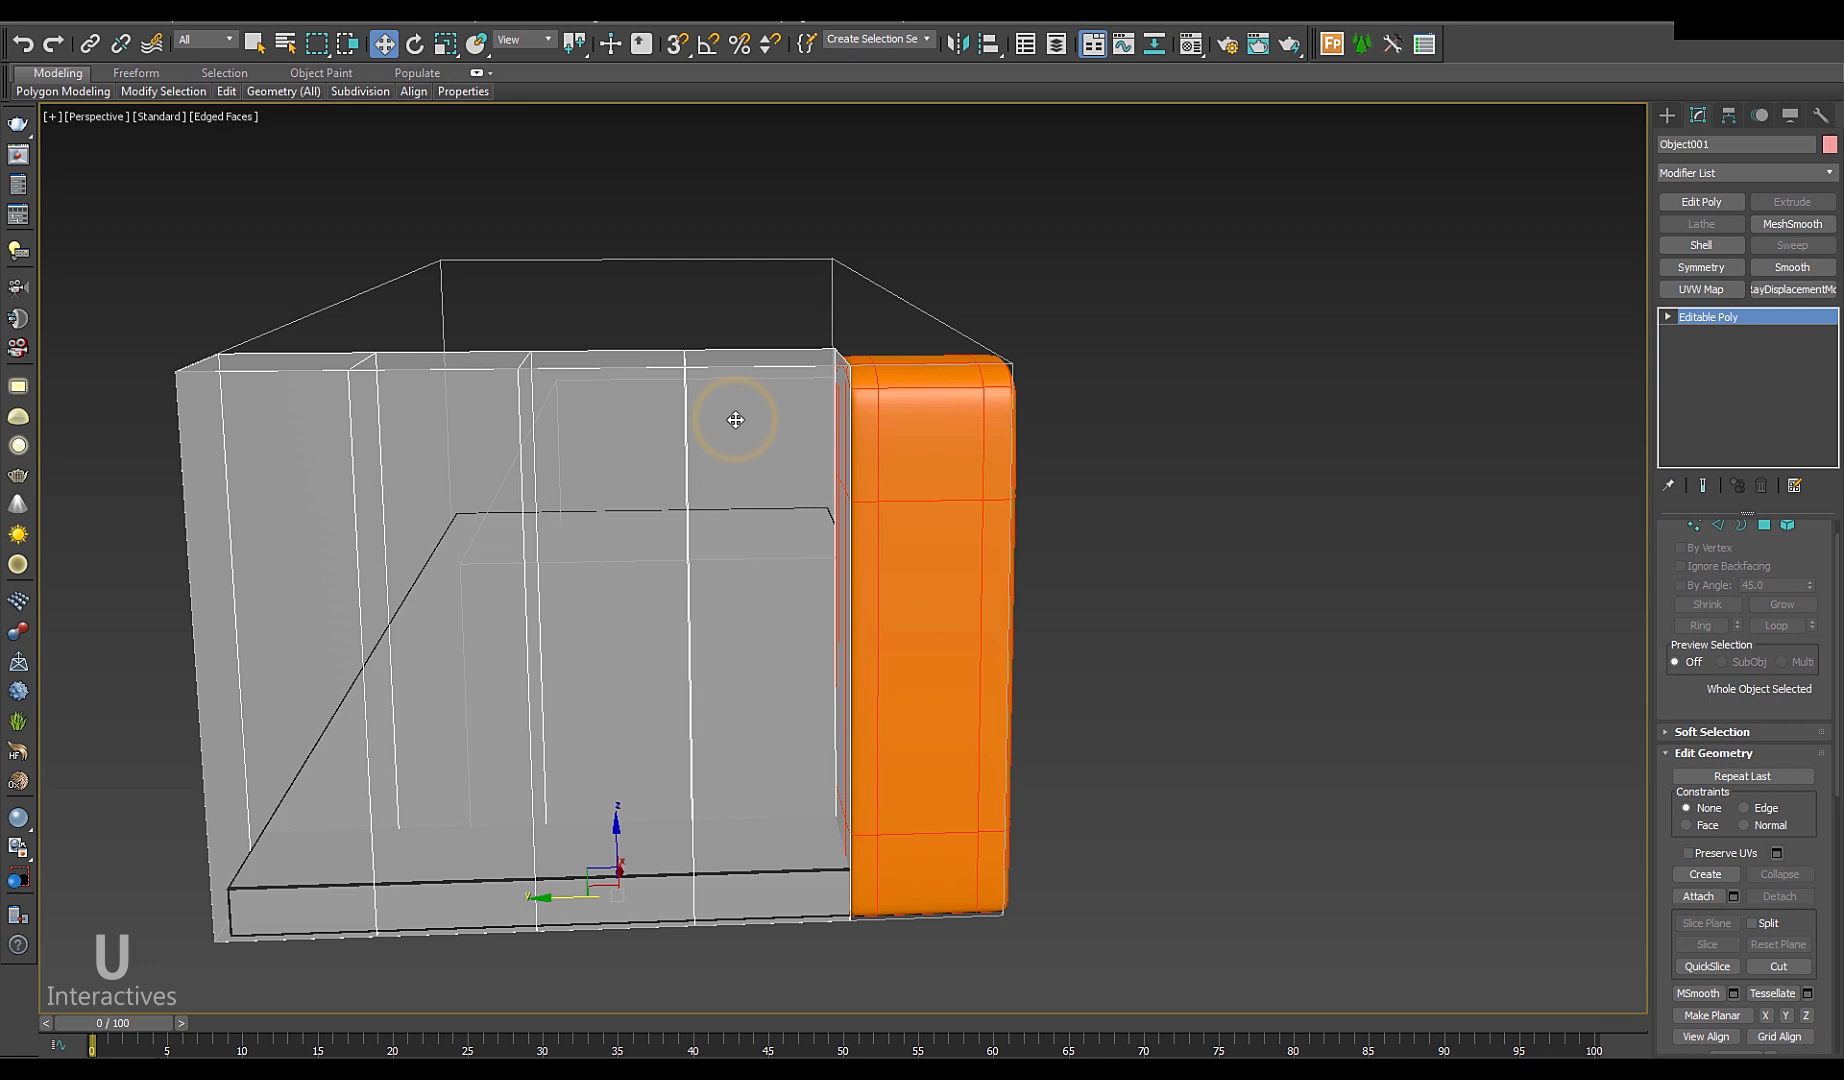 All
View
Create Selection Se
Fp
Modeling Freeform Selection Object Paint Populate
Polygon Modeling Modify Selection Edit Geometry (All) Subdivision Align Properties
[+] [Perspective ] [Standard ] [Edged Faces ]
Object001
Modifier List
Edit Poly Extrude
Lathe MeshSmooth
Shell Sweep
Symmetry Smooth
UVW Map rayDisplacementMo
Editable Poly
By Vertex
Ignore Backfacing
By Angle: 45.0
Shrink Grow
Ring Loop
Preview Selection
Off SubObj Multi
Whole Object Selected
Soft Selection
Edit Geometry
Repeat Last
Constraints
None Edge
Face Normal
Preserve UVs
Create Collapse
Attach Detach
Slice Plane Split
Slice Reset Plane
QuickSlice Cut
MSmooth Tessellate
Make Planar X Y Z
View Align Grid Align
z
x
y
HF
U
Interactives
< 0 / 100 >
0 5 10 15 20 25 30 35 40 45 50 55 60 65 70 75 80 85 90 95 100